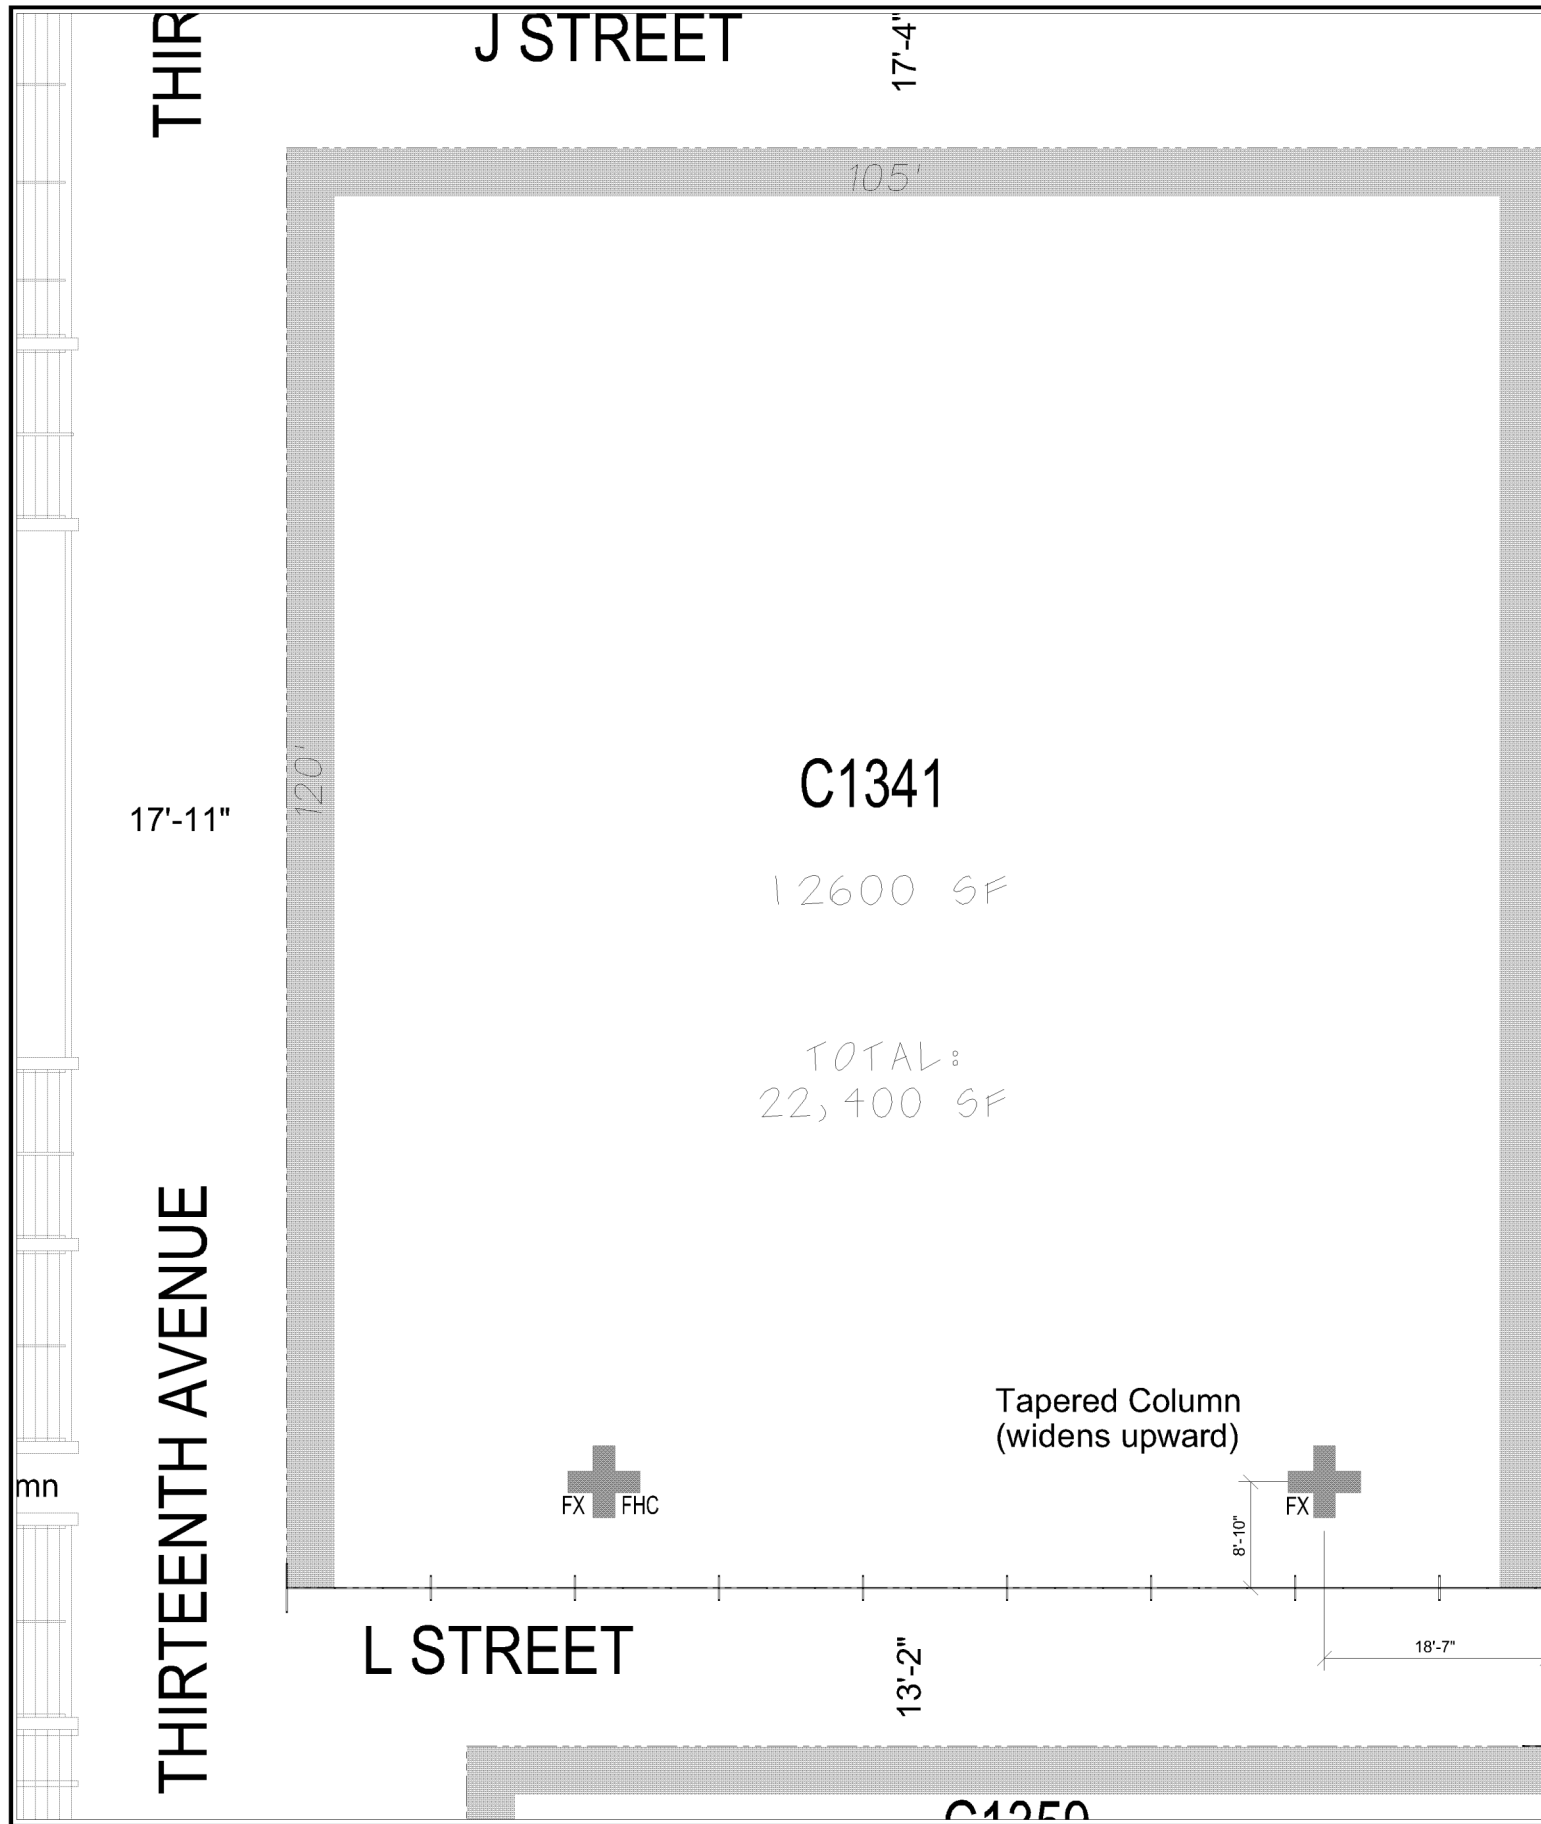 THIR
J STREET
17'-4"
105'
120'
C1341
17'-11"
12600 SF
TOTAL:
22,400 SF
THIRTEENTH AVENUE
Tapered Column
(widens upward)
mn
FX
FHC
FX
8'-10"
L STREET
13'-2"
18'-7"